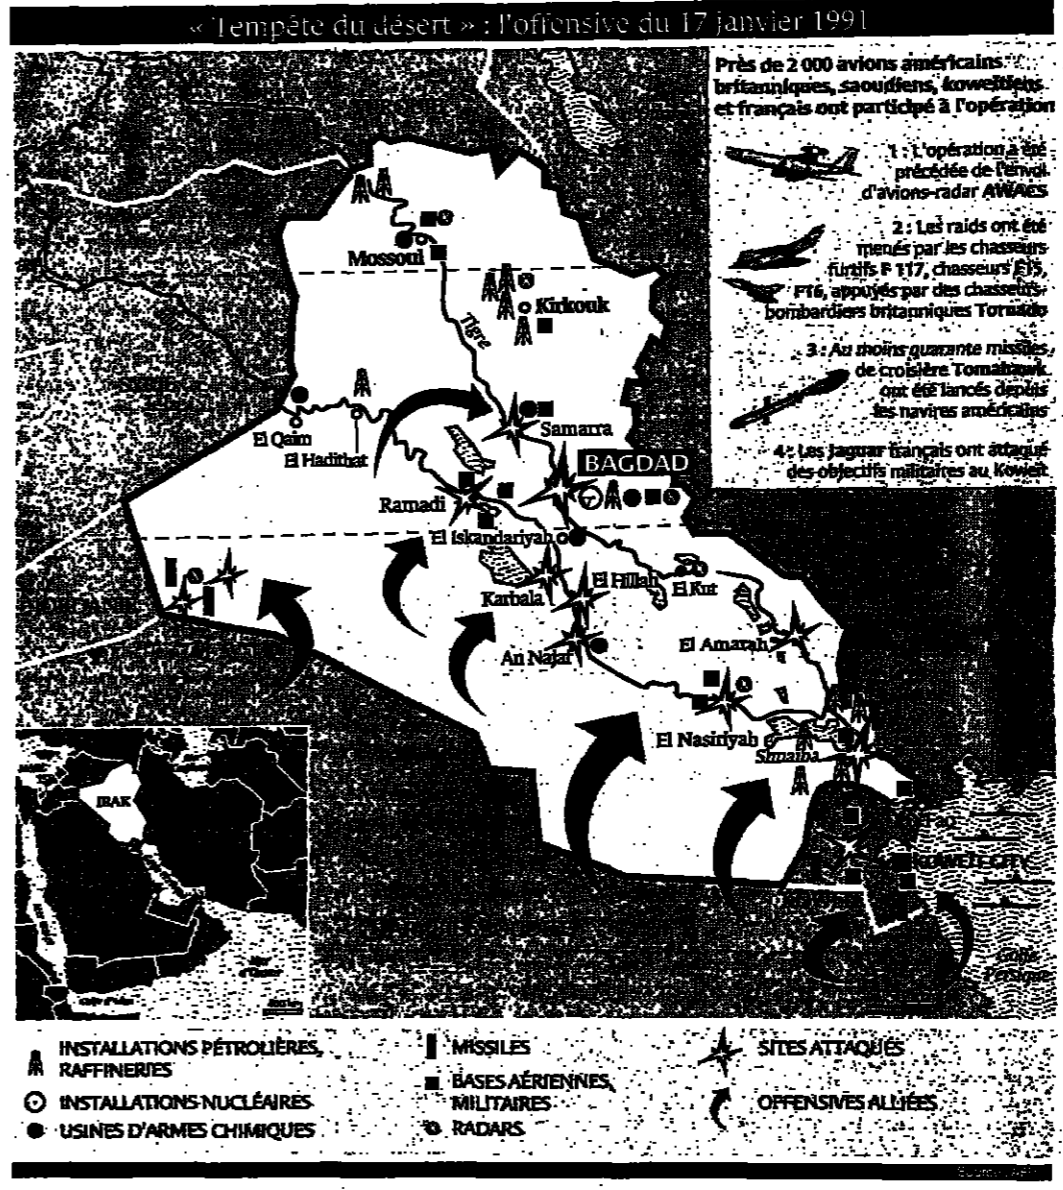 « Tempête du désert » : l'offensive du 17 janvier 1991
Près de 2 000 avions américains
britanniques, saoudiens, koweïtiens
et français ont participé à l'opération
1 : L'opération a été
précédée de l'envoi
d'avions-radar AWACS
2 : Les raids ont été
menés par les chasseurs
furtifs F 117, chasseurs F15,
F16, appuyés par des chasseurs-
bombardiers britanniques Tornado
3 : Au moins quarante missiles
de croisière Tomahawk
ont été lancés depuis
les navires américains
4 : Les Jaguar français ont attaqué
des objectifs militaires au Koweït
Mossoul
Kirkouk
Tigre
El Qaim
El Hadithat
Samarra
BAGDAD
Ramadi
El Iskandariyah
Karbala
El Hillah
El Kut
An Najaf
El Amarah
El Nasiriyah
Shuaiba
KOWEÏT CITY
Golfe
Persique
IRAK
INSTALLATIONS PÉTROLIÈRES,
RAFFINERIES
INSTALLATIONS NUCLÉAIRES
USINES D'ARMES CHIMIQUES
MISSILES
BASES AÉRIENNES,
MILITAIRES
RADARS
SITES ATTAQUÉS
OFFENSIVES ALLIÉES